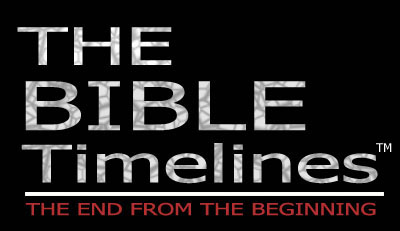 THE
BIBLE
Timelines™
THE END FROM THE BEGINNING